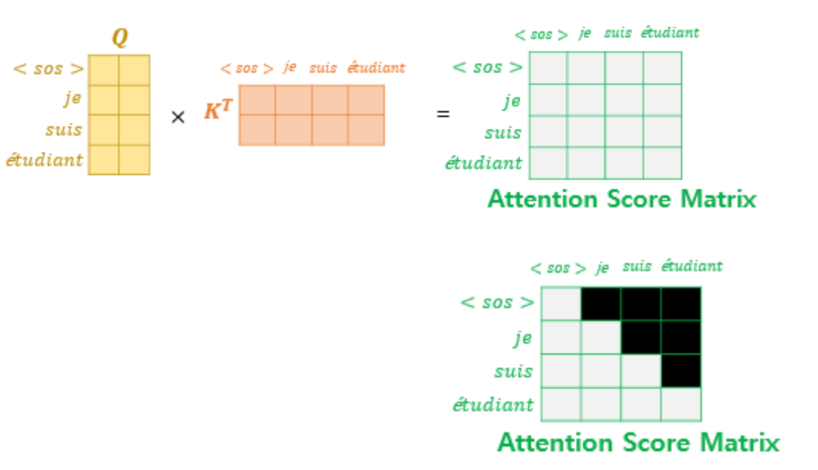 Q
< sos >
je
suis
étudiant
×
< sos > je suis étudiant
K^T
=
< sos > je suis étudiant
< sos >
je
suis
étudiant
Attention Score Matrix
< sos > je suis étudiant
< sos >
je
suis
étudiant
Attention Score Matrix